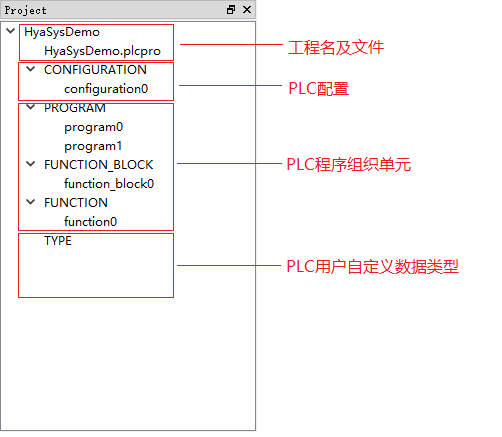 Project
HyaSysDemo
HyaSysDemo.plcpro
工程名及文件
CONFIGURATION
configuration0
PLC配置
PROGRAM
program0
program1
FUNCTION_BLOCK
PLC程序组织单元
function_block0
FUNCTION
function0
TYPE
PLC用户自定义数据类型